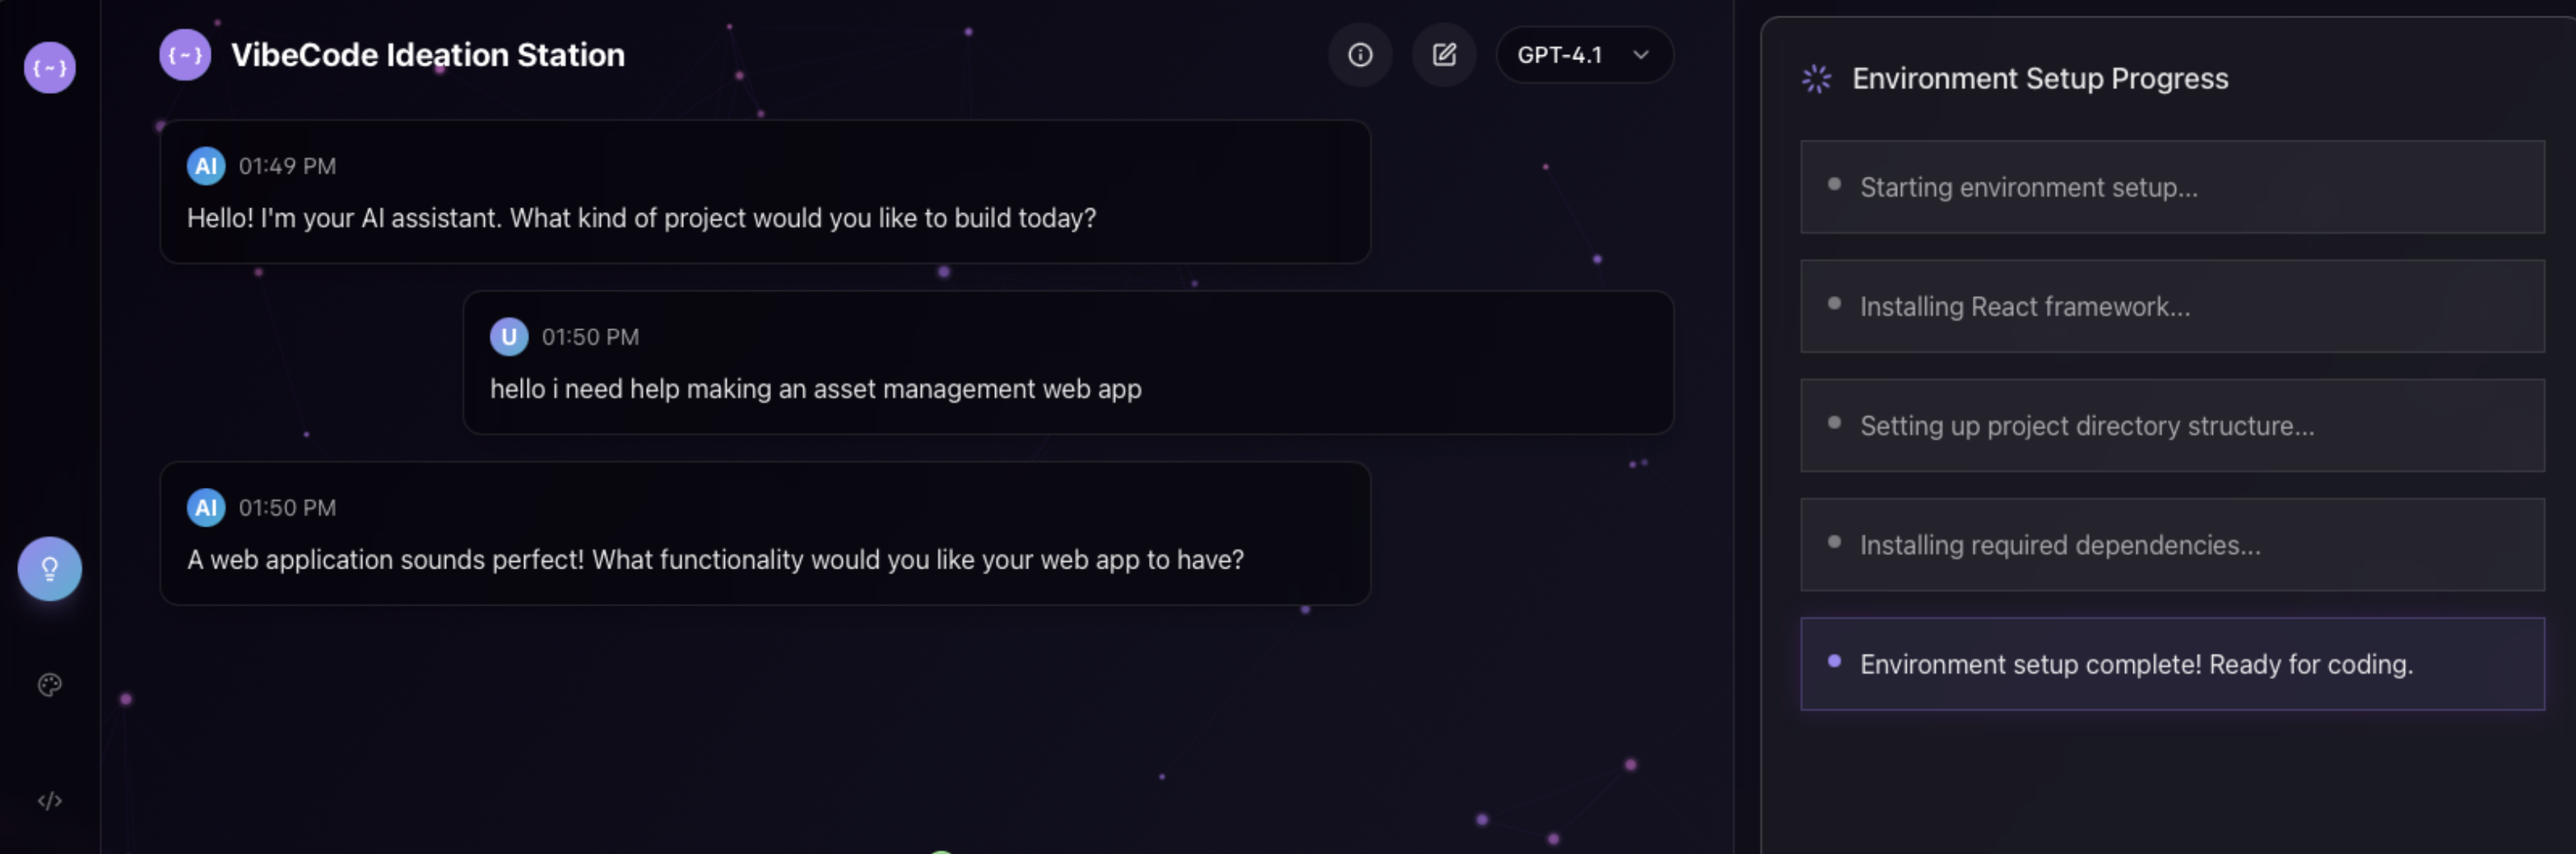 {~}
{~} VibeCode Ideation Station
GPT-4.1
AI 01:49 PM
Hello! I'm your AI assistant. What kind of project would you like to build today?
U 01:50 PM
hello i need help making an asset management web app
AI 01:50 PM
A web application sounds perfect! What functionality would you like your web app to have?
</>
Environment Setup Progress
Starting environment setup...
Installing React framework...
Setting up project directory structure...
Installing required dependencies...
Environment setup complete! Ready for coding.